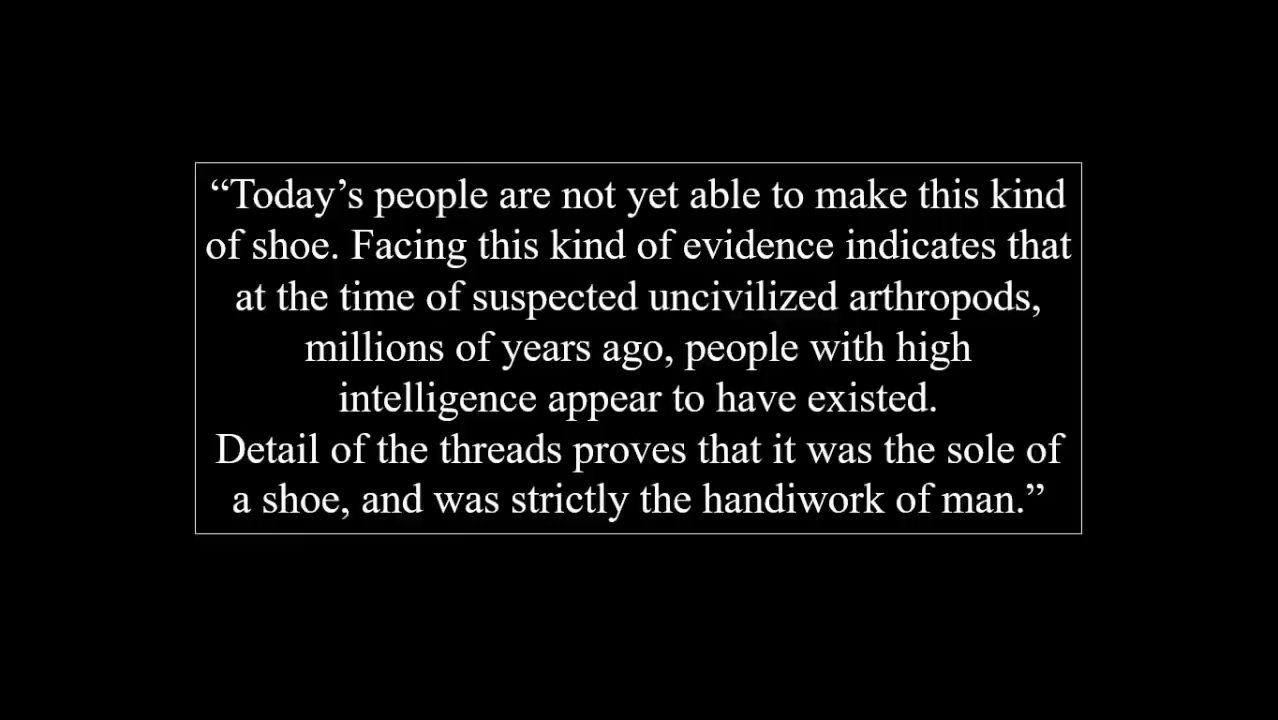 “Today’s people are not yet able to make this kind
of shoe. Facing this kind of evidence indicates that
at the time of suspected uncivilized arthropods,
millions of years ago, people with high
intelligence appear to have existed.
Detail of the threads proves that it was the sole of
a shoe, and was strictly the handiwork of man.”